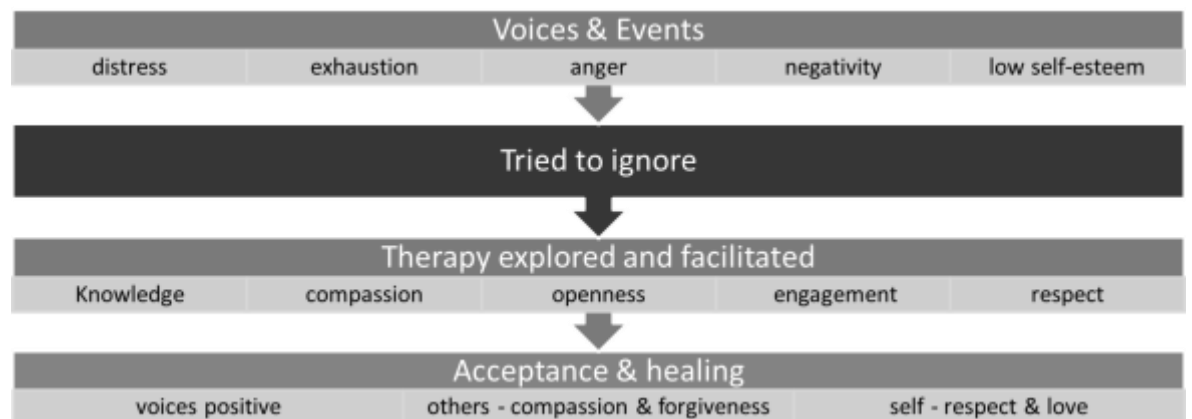 Voices & Events
distress exhaustion anger negativity low self-esteem
Tried to ignore
Therapy explored and facilitated
Knowledge compassion openness engagement respect
Acceptance & healing
voices positive others - compassion & forgiveness self - respect & love